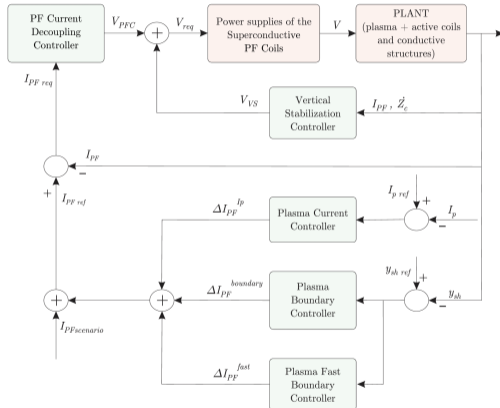 PF Current
Decoupling
Controller
V_PFC
+
V_req
Power supplies of the
Superconductive
PF Coils
V
PLANT
(plasma + active coils
and conductive
structures)
I_PF req
V_VS
Vertical
Stabilization
Controller
I_PF , Ż_c
I_PF
−
+
I_PF ref
I_p ref
+
ΔI_PF^Ip
Plasma Current
Controller
I_p
−
y_sh ref
+
ΔI_PF^boundary
Plasma
Boundary
Controller
y_sh
−
+
+
I_PFscenario
ΔI_PF^fast
Plasma Fast
Boundary
Controller